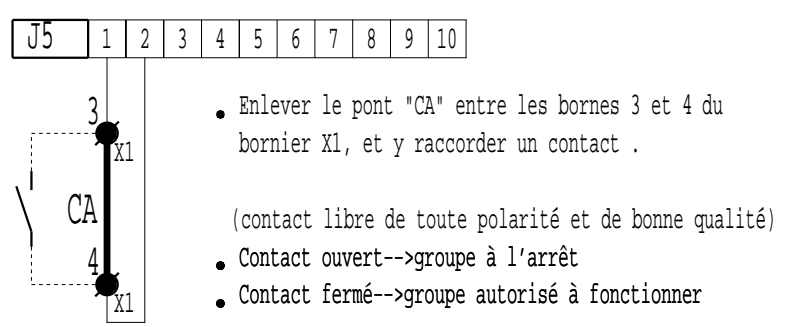 J5 1 2 3 4 5 6 7 8 9 10
3
X1
CA
4
X1
Enlever le pont "CA" entre les bornes 3 et 4 du
bornier X1, et y raccorder un contact .
(contact libre de toute polarité et de bonne qualité)
Contact ouvert-->groupe à l'arrêt
Contact fermé-->groupe autorisé à fonctionner